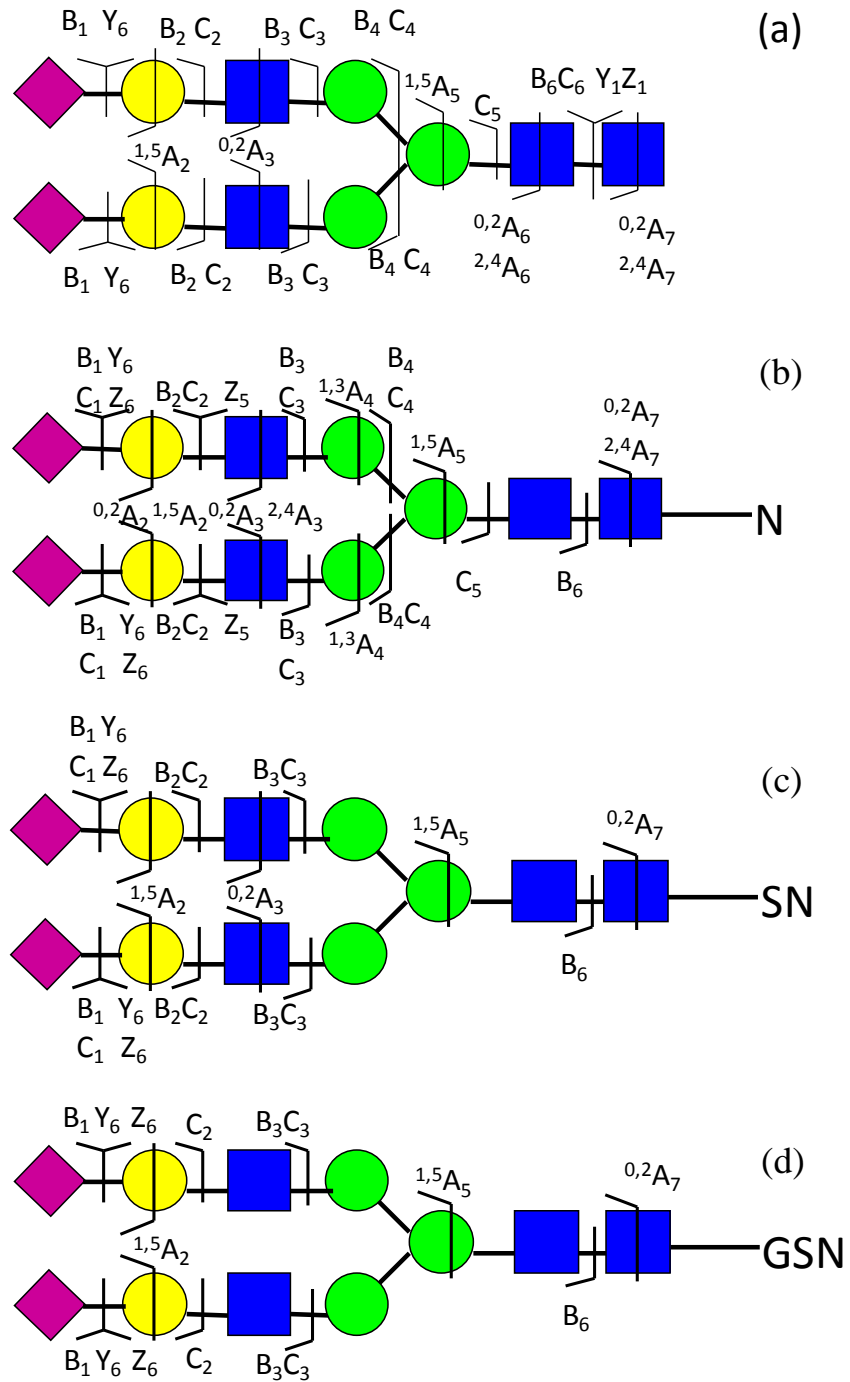 B₁ Y₆ B₂ C₂ B₃ C₃ B₄ C₄ (a)
¹,⁵A₅ C₅ B₆C₆ Y₁Z₁
¹,⁵A₂ ⁰,²A₃
⁰,²A₆ ⁰,²A₇
²,⁴A₆ ²,⁴A₇
B₁ Y₆ B₂ C₂ B₃ C₃ B₄ C₄
B₁ Y₆ B₃ B₄ (b)
C₁ Z₆ B₂C₂ Z₅ C₃ ¹,³A₄ C₄
⁰,²A₇
¹,⁵A₅ ²,⁴A₇
⁰,²A₂ ¹,⁵A₂ ⁰,²A₃ ²,⁴A₃ N
C₅ B₆
B₁ Y₆ B₂C₂ Z₅ B₃ ¹,³A₄ B₄C₄
C₁ Z₆ C₃
B₁ Y₆
C₁ Z₆ B₂C₂ B₃C₃ (c)
¹,⁵A₅ ⁰,²A₇
¹,⁵A₂ ⁰,²A₃ SN
B₆
B₁ Y₆ B₂C₂ B₃C₃
C₁ Z₆
B₁ Y₆ Z₆ C₂ B₃C₃ (d)
¹,⁵A₅ ⁰,²A₇
¹,⁵A₂ GSN
B₆
B₁ Y₆ Z₆ C₂ B₃C₃